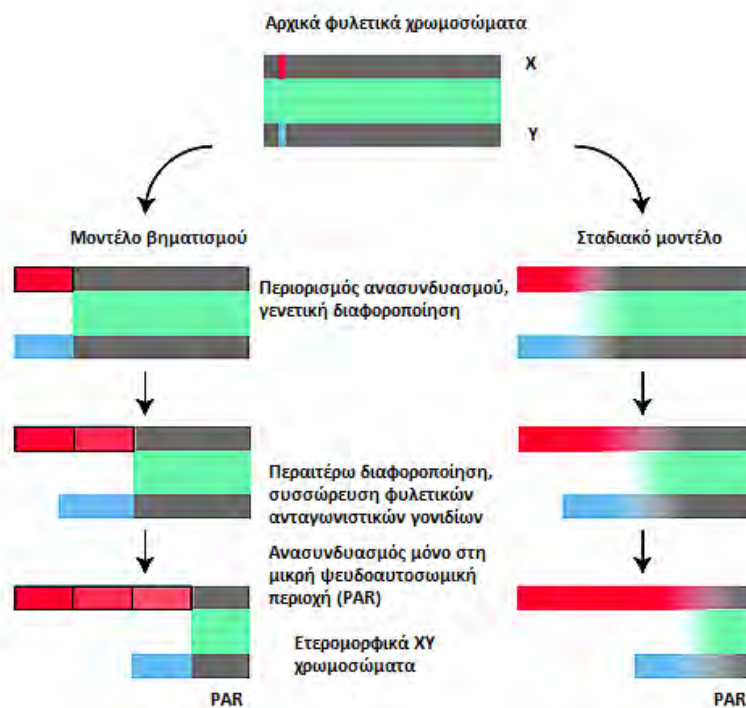 Αρχικά φυλετικά χρωμοσώματα
X
Y
Μοντέλο βηματισμού
Σταδιακό μοντέλο
Περιορισμός ανασυνδυασμού,
γενετική διαφοροποίηση
Περαιτέρω διαφοροποίηση,
συσσώρευση φυλετικών
ανταγωνιστικών γονιδίων
Ανασυνδυασμός μόνο στη
μικρή ψευδοαυτοσωμική
περιοχή (PAR)
Ετερομορφικά XY
χρωμοσώματα
PAR
PAR